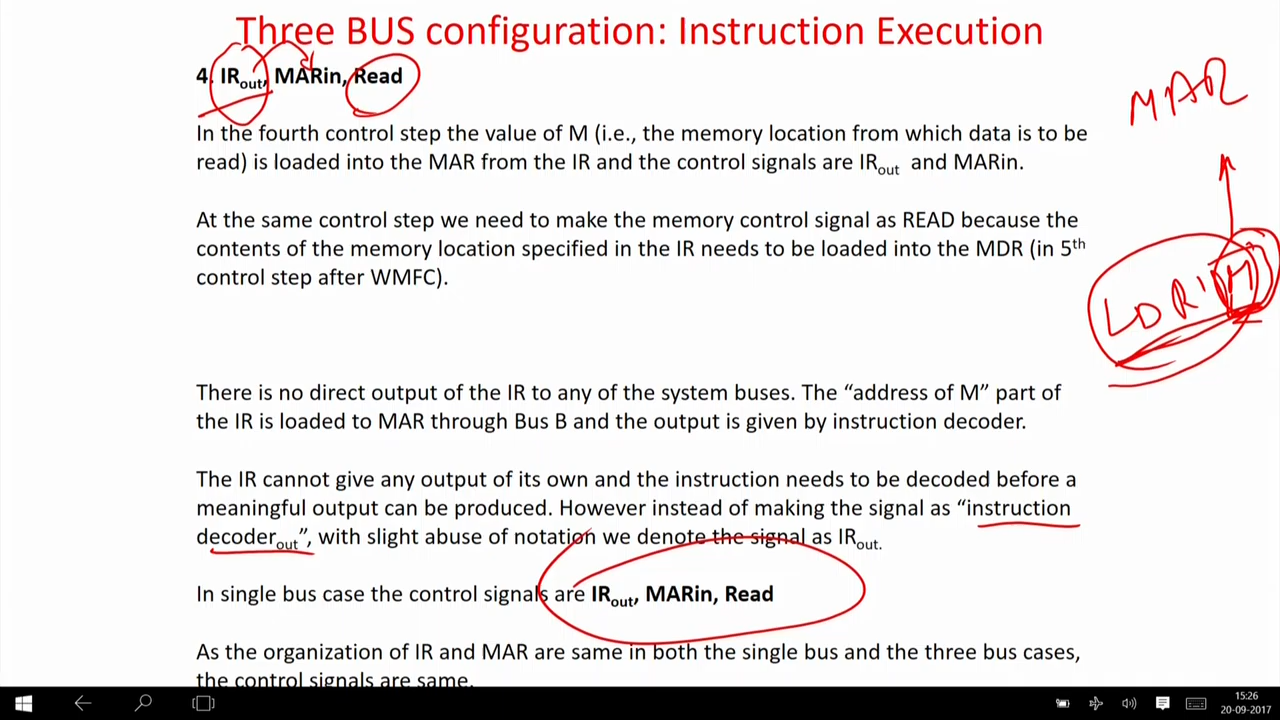 Three BUS configuration: Instruction Execution
4. IRout, MARin, Read
MAR
In the fourth control step the value of M (i.e., the memory location from which data is to be
read) is loaded into the MAR from the IR and the control signals are IRout and MARin.
At the same control step we need to make the memory control signal as READ because the
contents of the memory location specified in the IR needs to be loaded into the MDR (in 5th
control step after WMFC).
LDRIM
There is no direct output of the IR to any of the system buses. The “address of M” part of
the IR is loaded to MAR through Bus B and the output is given by instruction decoder.
The IR cannot give any output of its own and the instruction needs to be decoded before a
meaningful output can be produced. However instead of making the signal as “instruction
decoderout”, with slight abuse of notation we denote the signal as IRout.
In single bus case the control signals are IRout, MARin, Read
As the organization of IR and MAR are same in both the single bus and the three bus cases,
the control signals are same.
15:26
20-09-2017